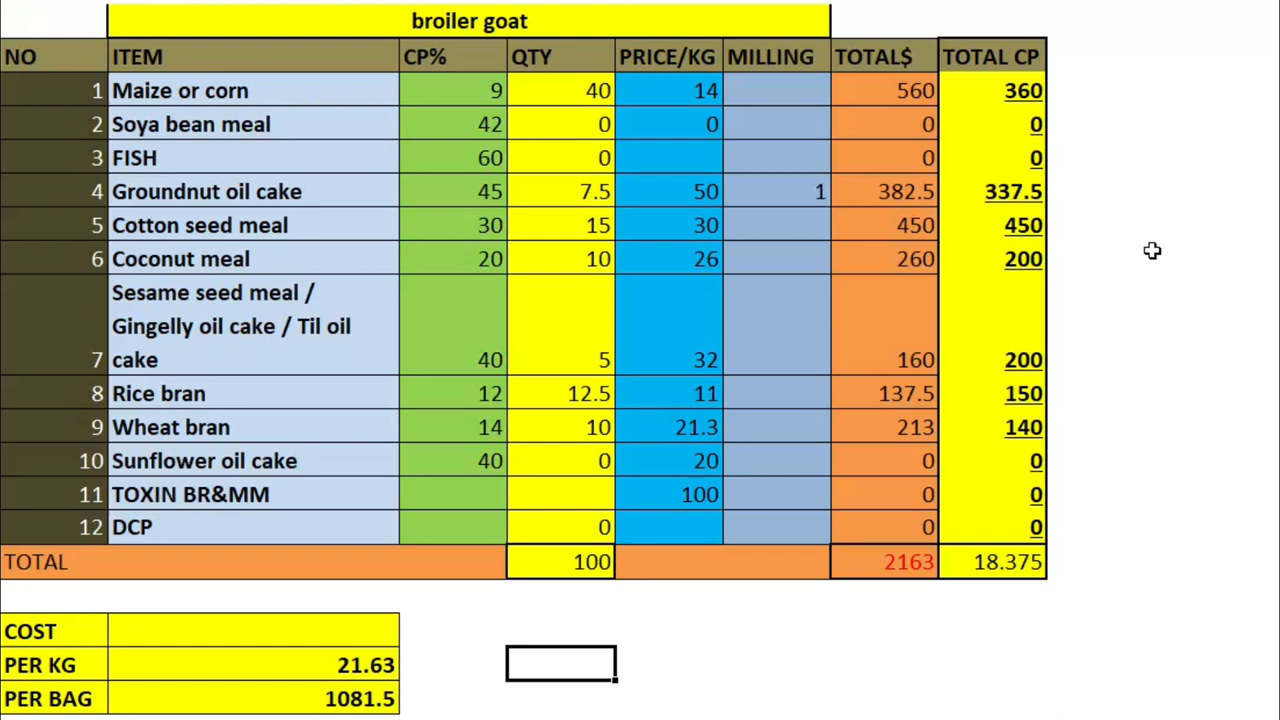 broiler goat
NO ITEM CP% QTY PRICE/KG MILLING TOTAL$ TOTAL CP
1 Maize or corn 9 40 14 560 360
2 Soya bean meal 42 0 0 0 0
3 FISH 60 0 0 0
4 Groundnut oil cake 45 7.5 50 1 382.5 337.5
5 Cotton seed meal 30 15 30 450 450
6 Coconut meal 20 10 26 260 200
Sesame seed meal /
Gingelly oil cake / Til oil
7 cake 40 5 32 160 200
8 Rice bran 12 12.5 11 137.5 150
9 Wheat bran 14 10 21.3 213 140
10 Sunflower oil cake 40 0 20 0 0
11 TOXIN BR&MM 100 0 0
12 DCP 0 0 0
TOTAL 100 2163 18.375
COST
PER KG 21.63
PER BAG 1081.5